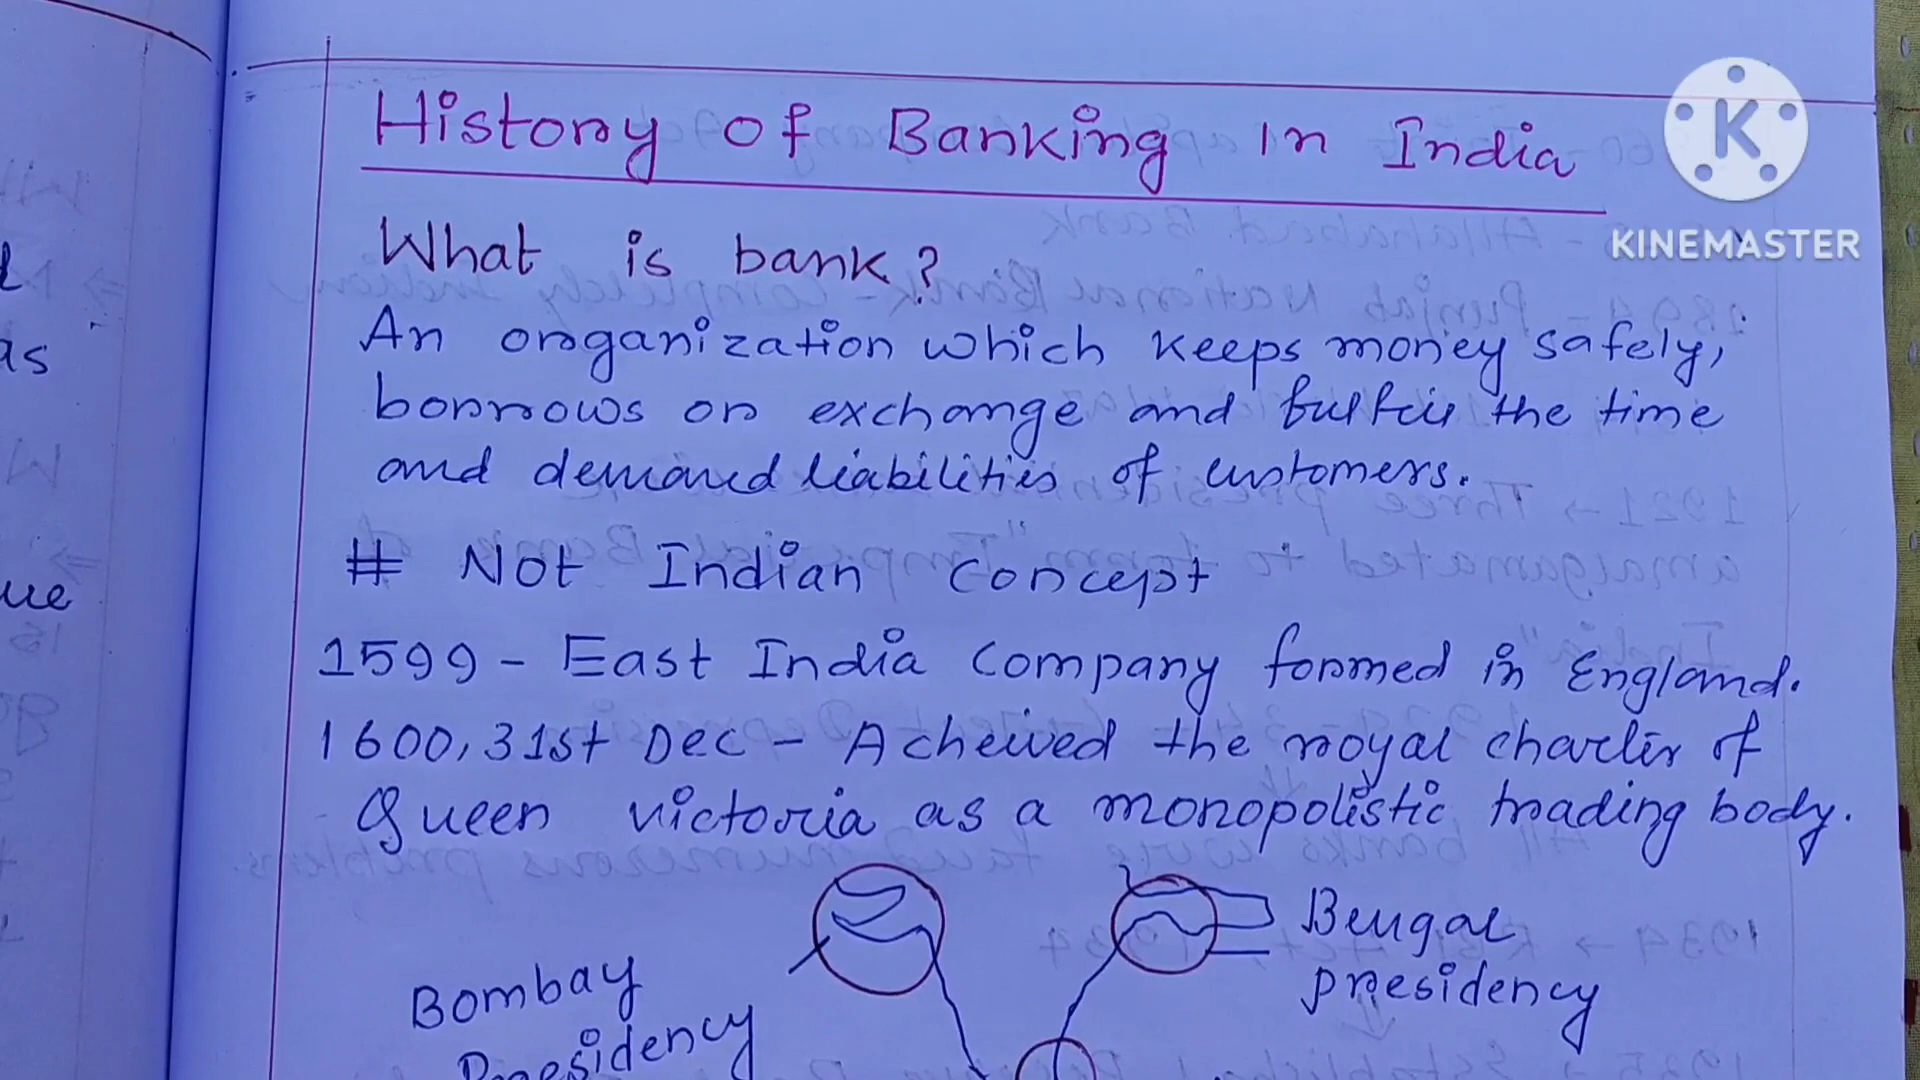 History of Banking in India
K
KINEMASTER
What is bank?
An organization which keeps money safely,
borrows or exchange and fulfill the time
and demand liabilities of customers.
# Not Indian Concept
1599 - East India Company formed in England.
1600, 31st Dec - Acheived the royal charter of
Queen victoria as a monopolistic trading body.
Bengal
presidency
Bombay
Presidency